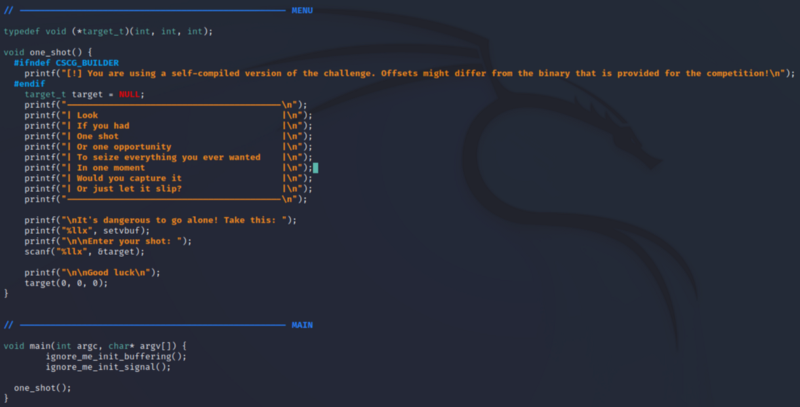 // ——————————————————————————————————————————— MENU
typedef void (*target_t)(int, int, int);
void one_shot() {
#ifndef CSCG_BUILDER
printf("[!] You are using a self-compiled version of the challenge. Offsets might differ from the binary that is provided for the competition!\n");
#endif
target_t target = NULL;
printf("———————————————————————————————————\n");
printf("| Look |\n");
printf("| If you had |\n");
printf("| One shot |\n");
printf("| Or one opportunity |\n");
printf("| To seize everything you ever wanted |\n");
printf("| In one moment |\n");
printf("| Would you capture it |\n");
printf("| Or just let it slip? |\n");
printf("———————————————————————————————————\n");
printf("\nIt's dangerous to go alone! Take this: ");
printf("%llx", setvbuf);
printf("\n\nEnter your shot: ");
scanf("%llx", &target);
printf("\n\nGood luck\n");
target(0, 0, 0);
}
// ——————————————————————————————————————————— MAIN
void main(int argc, char* argv[]) {
ignore_me_init_buffering();
ignore_me_init_signal();
one_shot();
}